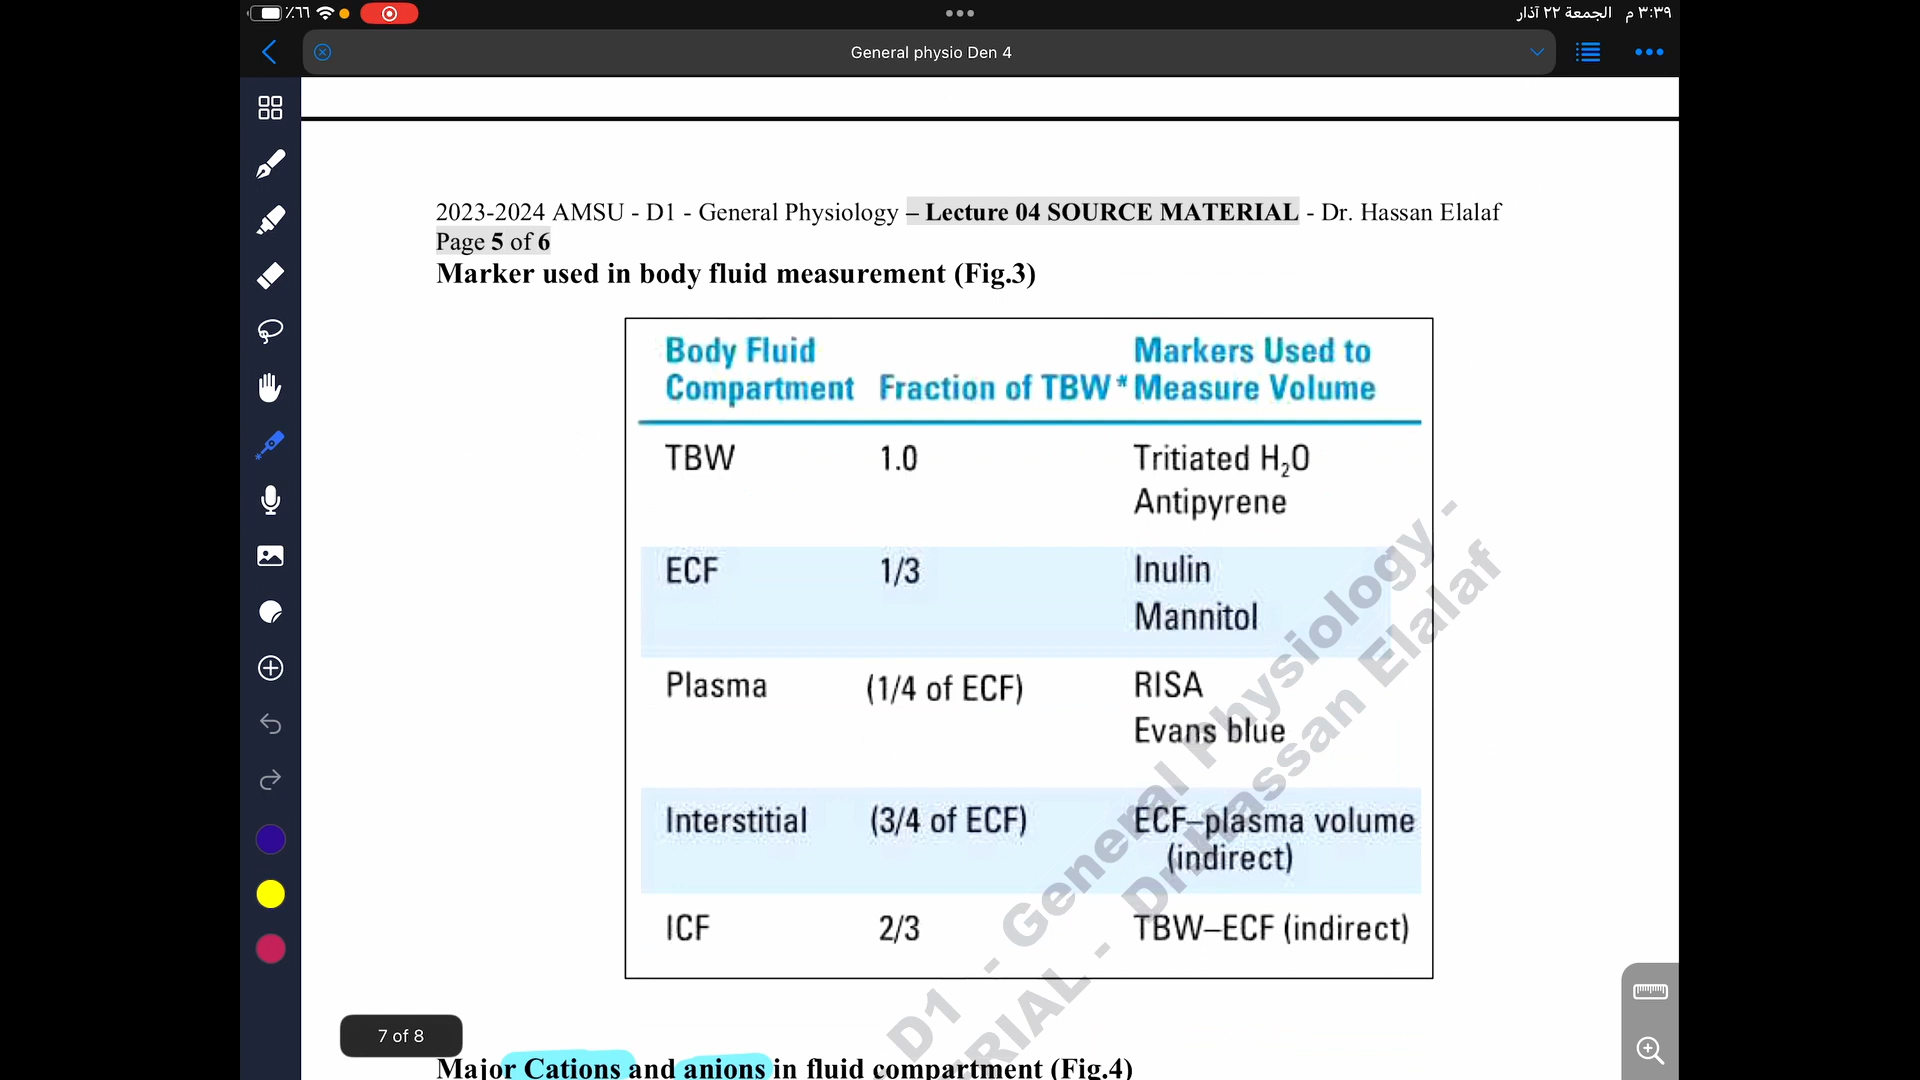 ٪٦٦
٣:٣٩ م الجمعة ٢٢ آذار
General physio Den 4
2023-2024 AMSU - D1 - General Physiology – Lecture 04 SOURCE MATERIAL - Dr. Hassan Elalaf
Page 5 of 6
Marker used in body fluid measurement (Fig.3)
Body Fluid Compartment Fraction of TBW* Markers Used to Measure Volume
TBW 1.0 Tritiated H₂O
Antipyrene
ECF 1/3 Inulin
Mannitol
Plasma (1/4 of ECF) RISA
Evans blue
Interstitial (3/4 of ECF) ECF–plasma volume
(indirect)
ICF 2/3 TBW–ECF (indirect)
D1 - General Physiology -
RIAL - Dr.Hassan Elalaf
7 of 8
Major Cations and anions in fluid compartment (Fig.4)